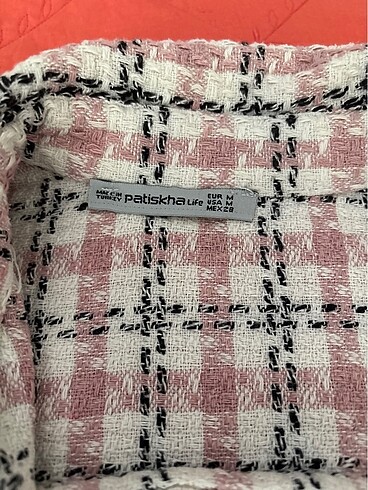 MADE IN
TURKEY
patiskha Life
EUR M
USA M
MEX 28